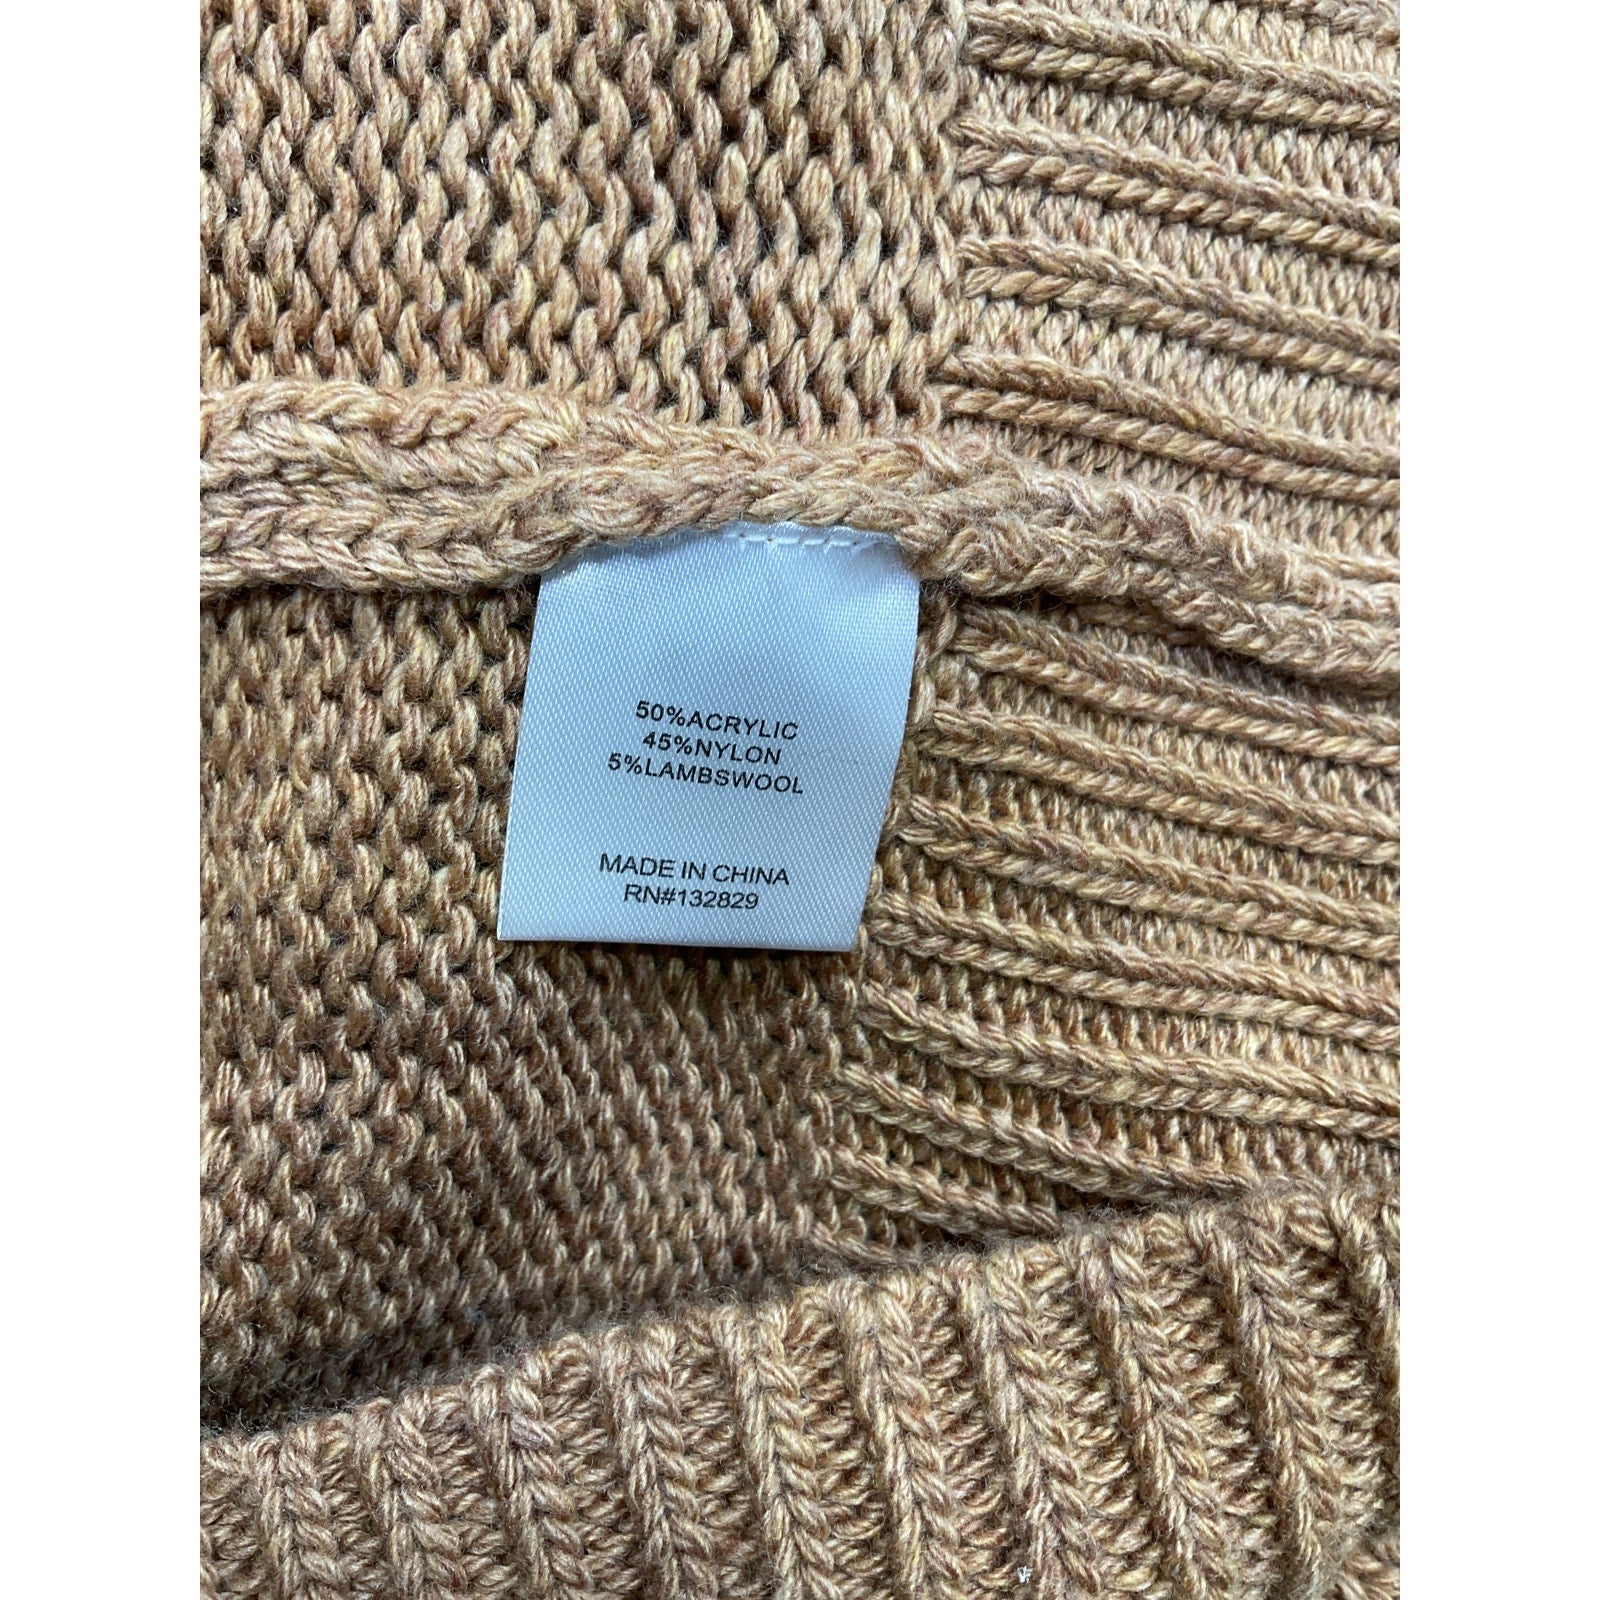 50%ACRYLIC
45%NYLON
5%LAMBSWOOL
MADE IN CHINA
RN#132829